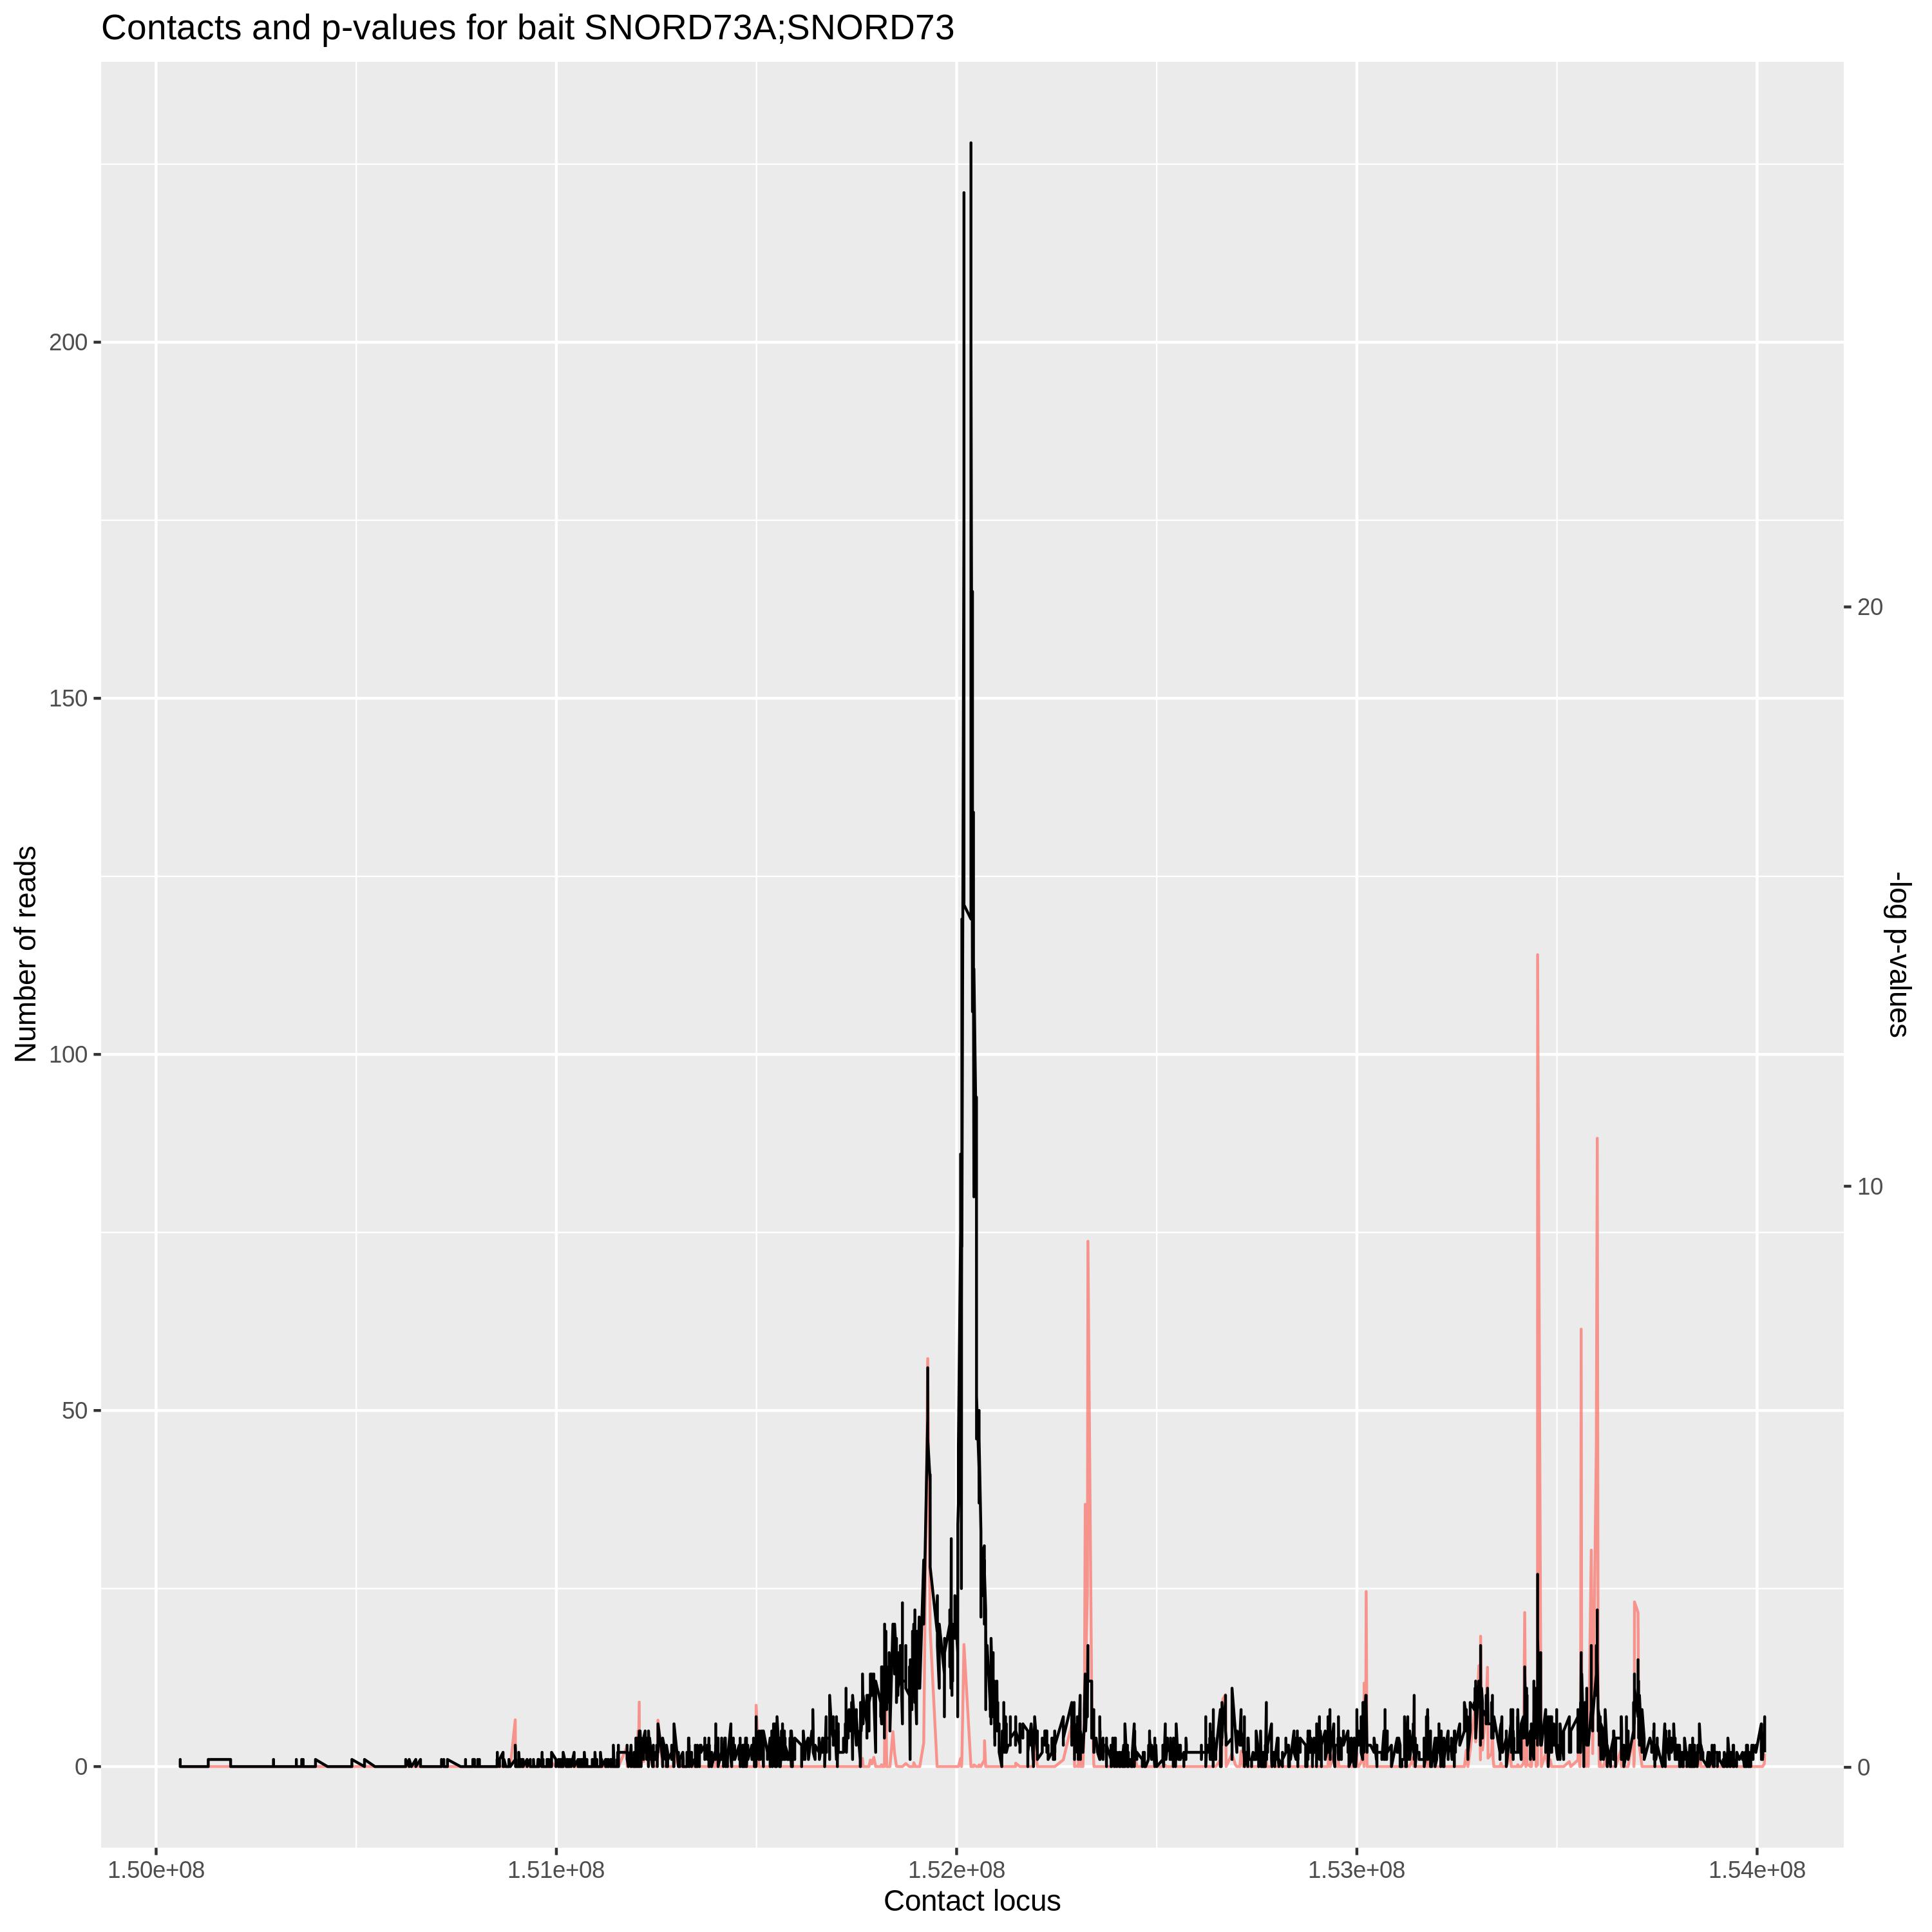 Contacts and p-values for bait SNORD73A;SNORD73
Number of reads
200
150
100
50
0
20
10
0
-log p-values
1.50e+08
1.51e+08
1.52e+08
1.53e+08
1.54e+08
Contact locus